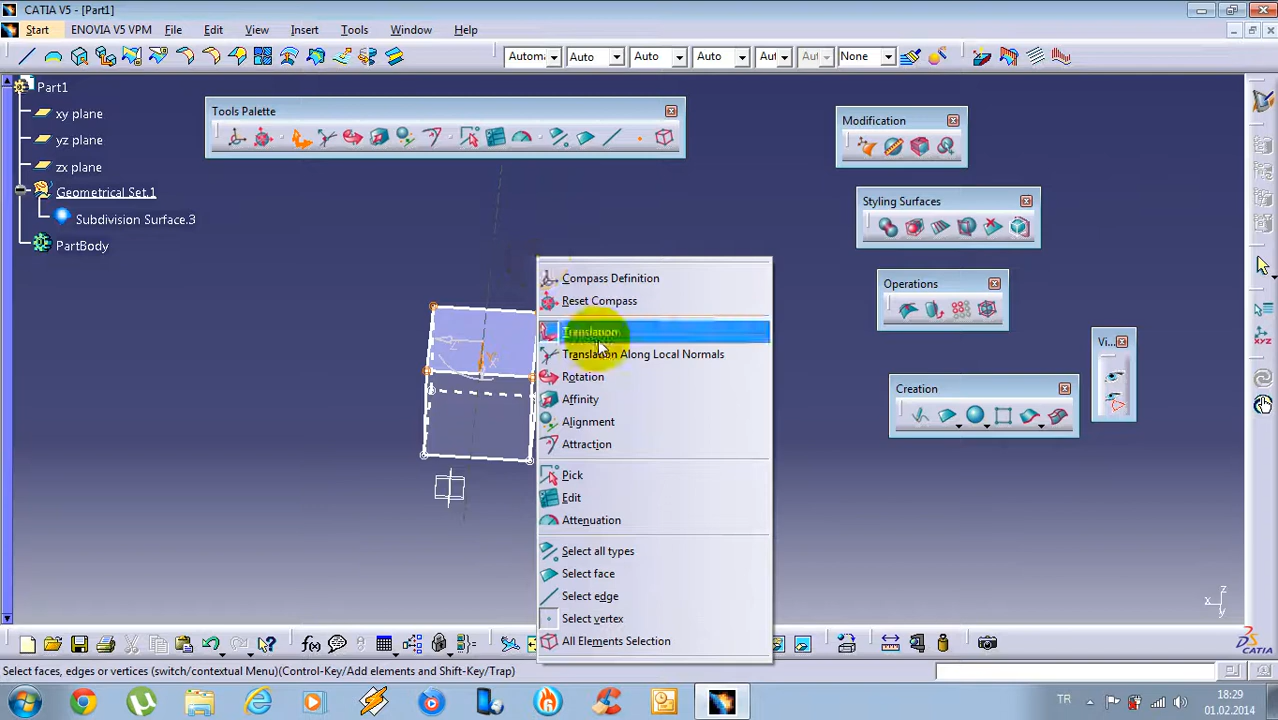 CATIA V5 - [Part1]
Start
ENOVIA V5 VPM
File
Edit
View
Insert
Tools
Window
Help
Automa
Auto
Auto
Auto
Aut
Aut
None
Part1
xy plane
yz plane
zx plane
Geometrical Set.1
Subdivision Surface.3
PartBody
Tools Palette
Modification
Styling Surfaces
Operations
Vi...
Creation
Compass Definition
Reset Compass
Translation
Translation Along Local Normals
Rotation
Affinity
Alignment
Attraction
Pick
Edit
Attenuation
Select all types
Select face
Select edge
Select vertex
All Elements Selection
z
x
CATIA
Select faces, edges or vertices (switch/contextual Menu)(Control-Key/Add elements and Shift-Key/Trap)
TR
18:29
01.02.2014